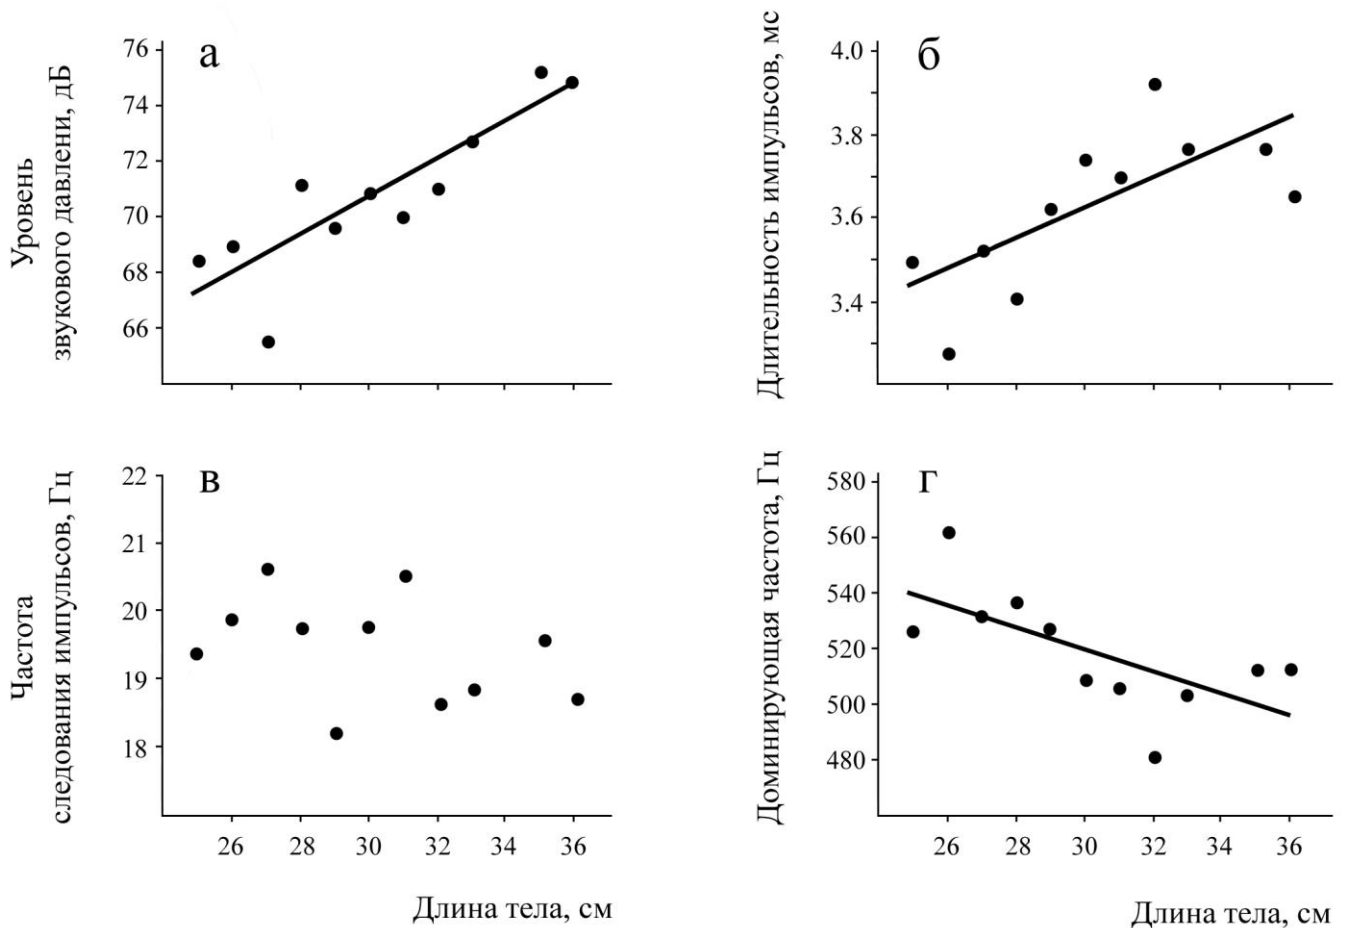 Уровень
звукового давлени, дБ
76
74
72
70
68
66
а
Длительность импульсов, мс
4.0
3.8
3.6
3.4
б
Частота
следования импульсов, Гц
22
21
20
19
18
в
26 28 30 32 34 36
Длина тела, см
Доминирующая частота, Гц
580
560
540
520
500
480
г
26 28 30 32 34 36
Длина тела, см